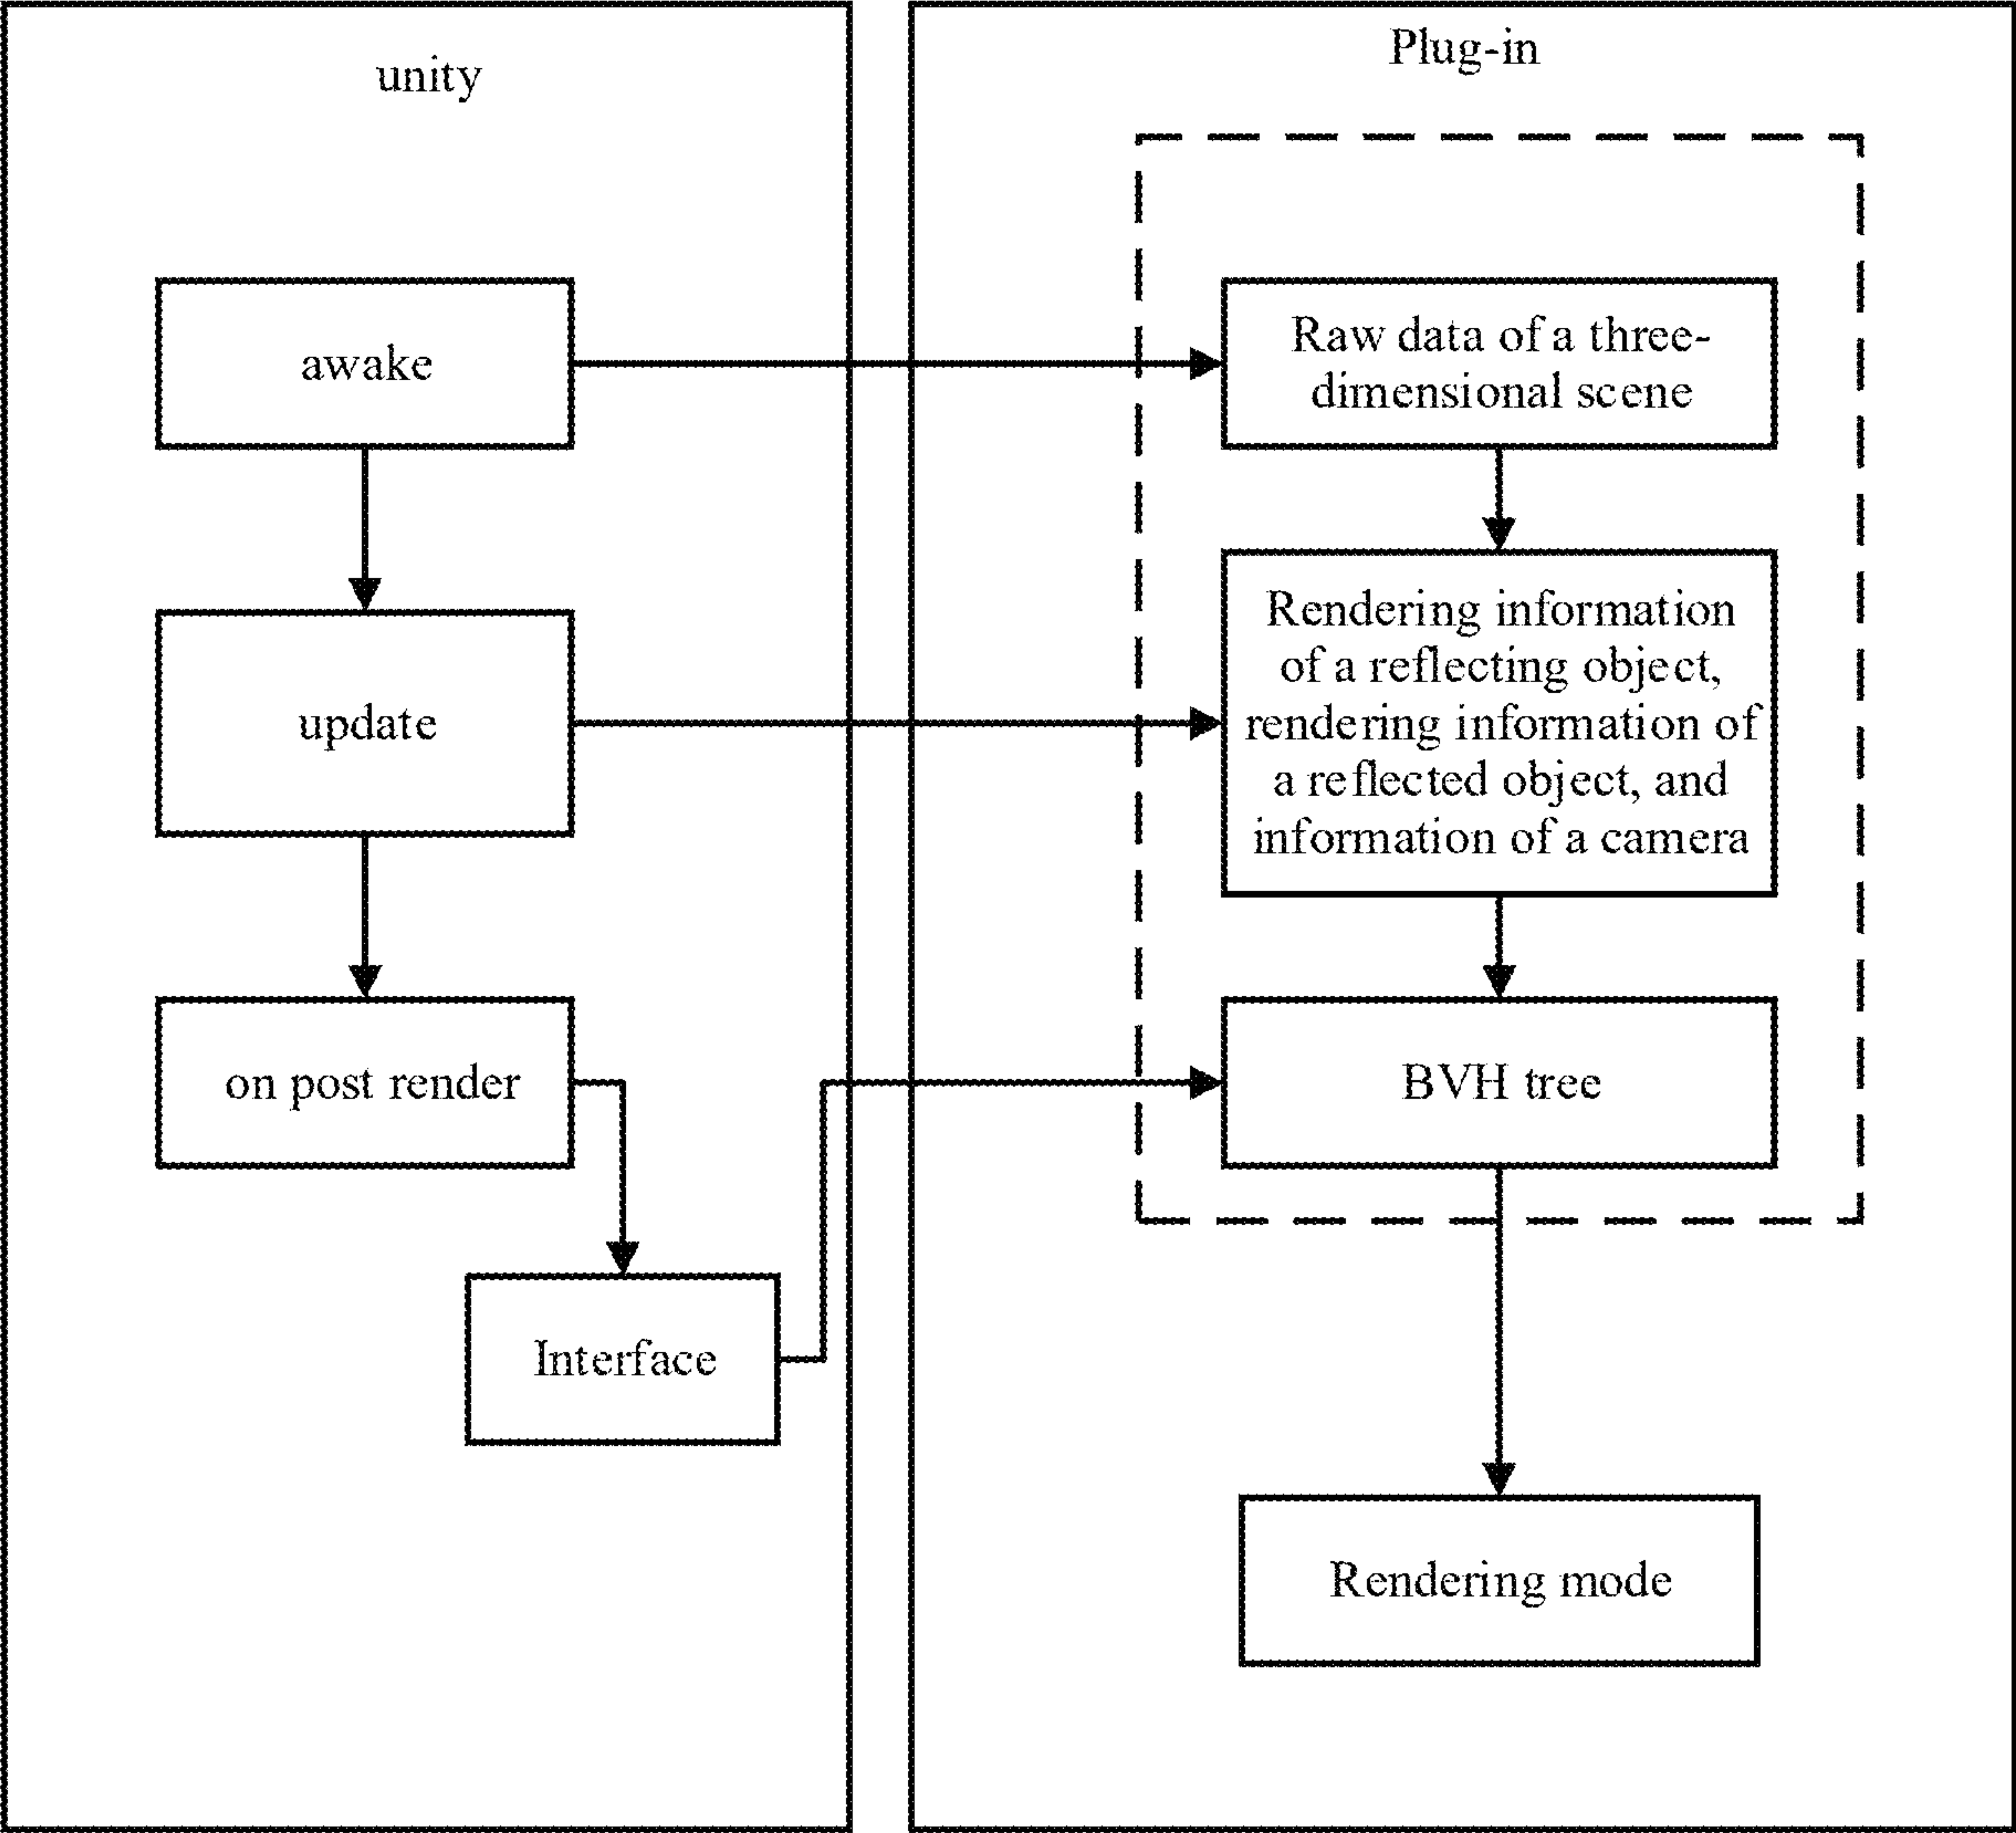 unity
awake
update
on post render
Interface
Plug-in
Raw data of a three-
dimensional scene
Rendering information
of a reflecting object,
rendering information of
a reflected object, and
information of a camera
BVH tree
Rendering mode